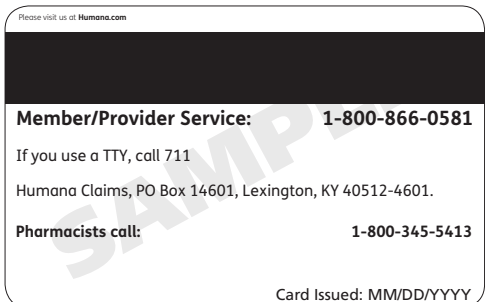 Please visit us at Humana.com
Member/Provider Service: 1-800-866-0581
If you use a TTY, call 711
Humana Claims, PO Box 14601, Lexington, KY 40512-4601.
Pharmacists call: 1-800-345-5413
Card Issued: MM/DD/YYYY
SAMPLE